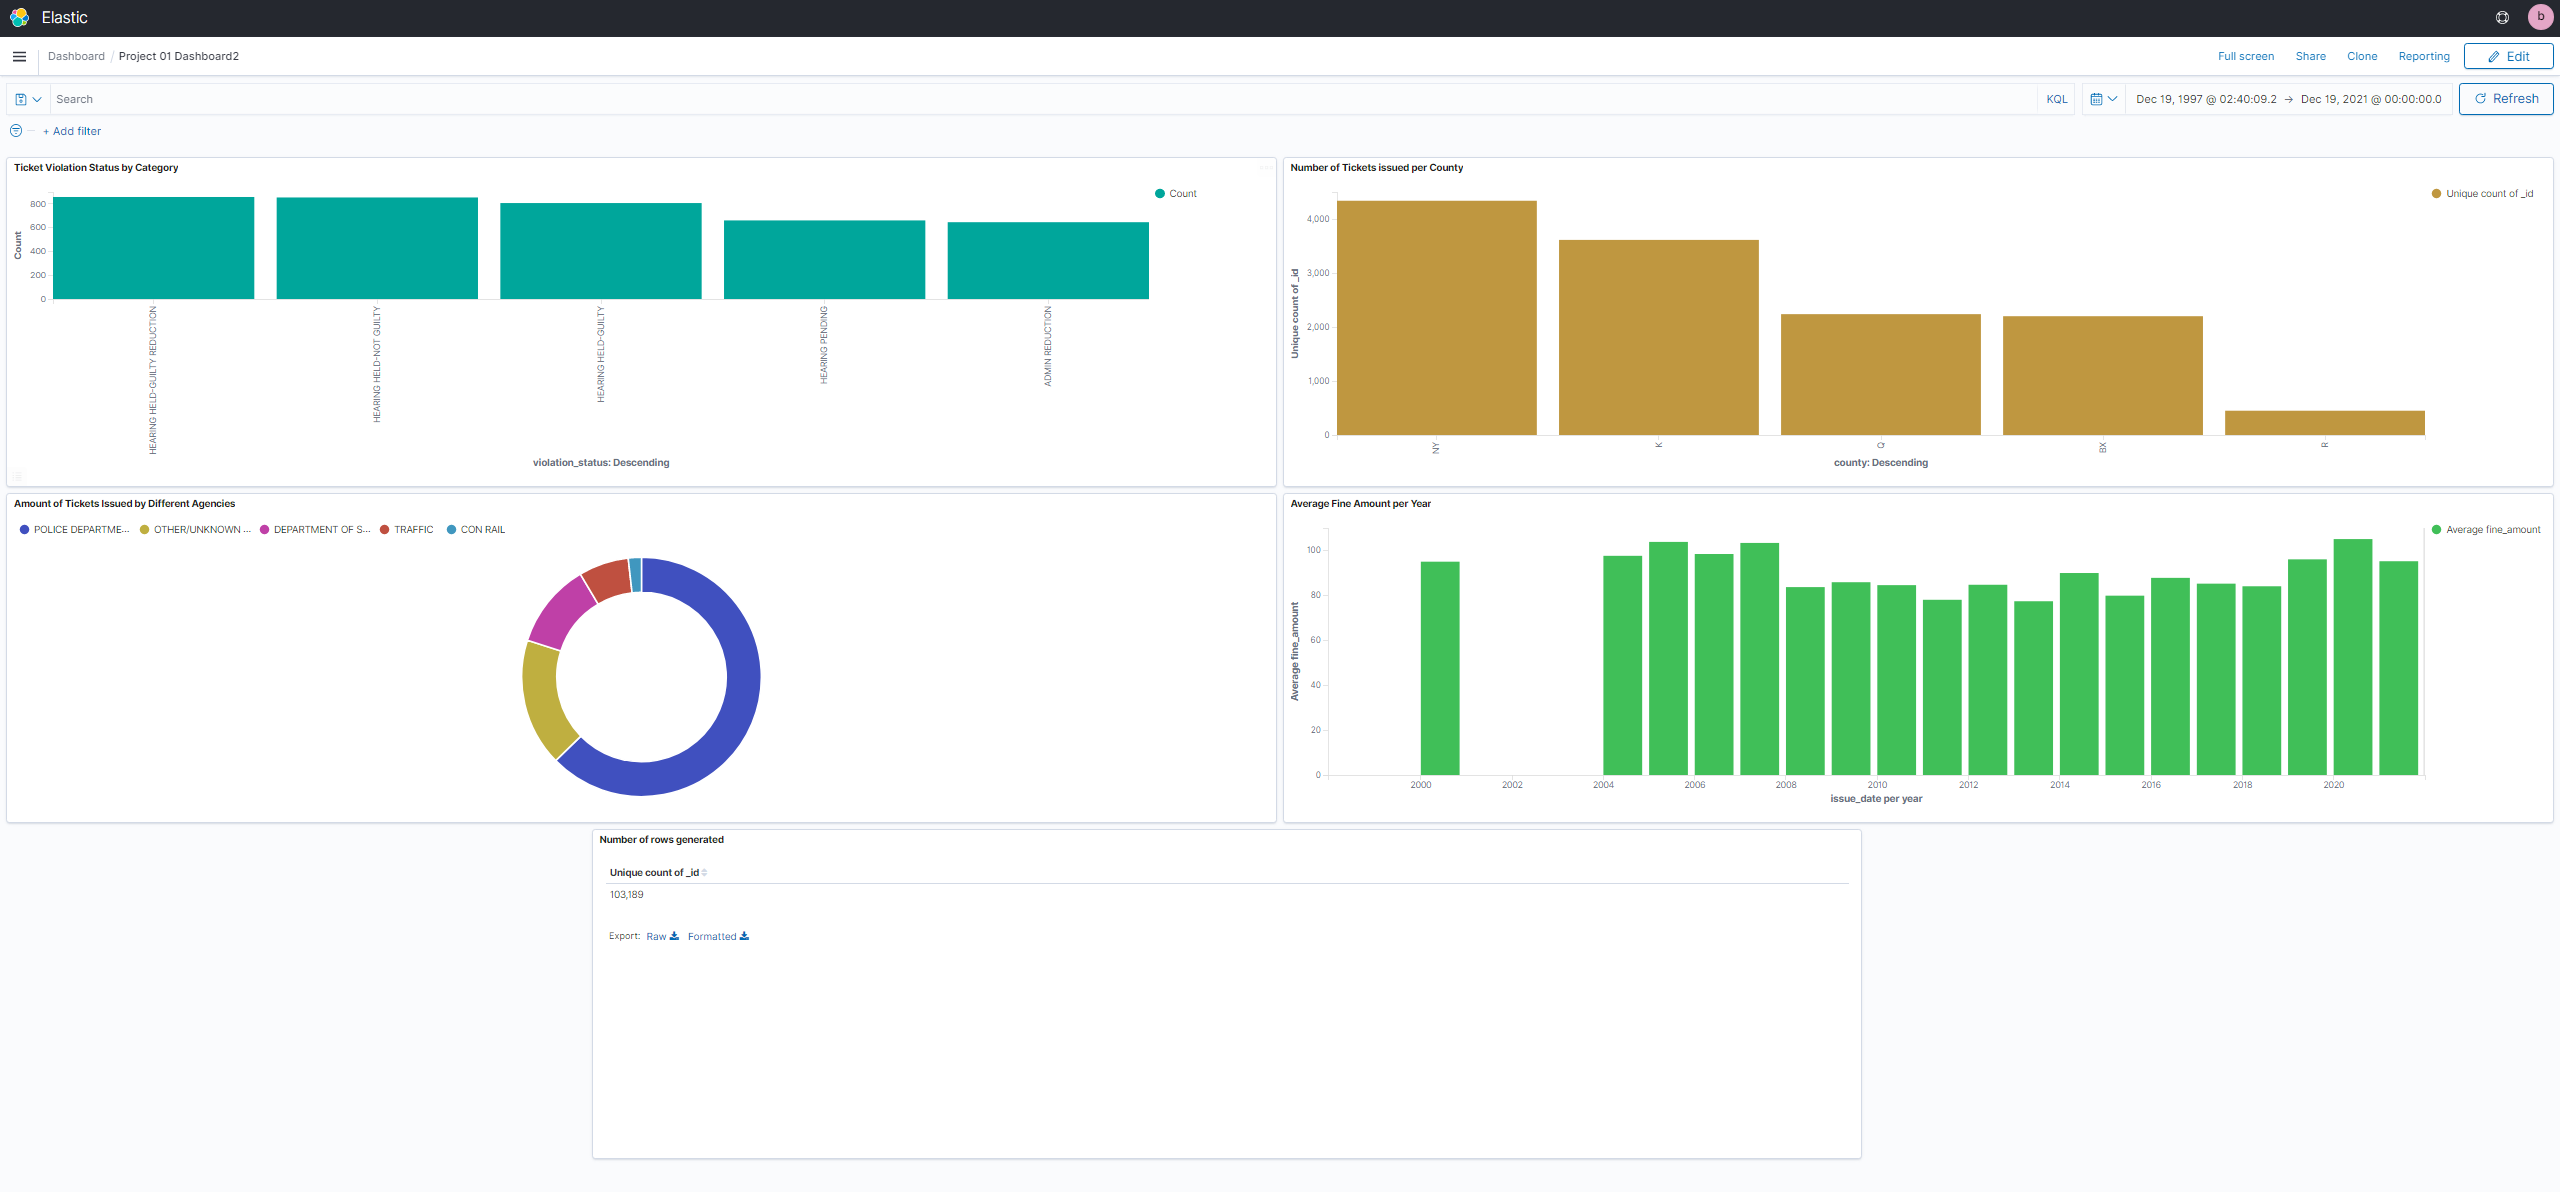 Elastic
b
Dashboard / Project 01 Dashboard2
Full screen Share Clone Reporting Edit
Search
KQL
Dec 19, 1997 @ 02:40:09.2 → Dec 19, 2021 @ 00:00:00.0
Refresh
+ Add filter
Ticket Violation Status by Category
Count
Count
800
600
400
200
0
HEARING HELD-GUILTY REDUCTION
HEARING HELD-NOT GUILTY
HEARING HELD-GUILTY
HEARING PENDING
ADMIN REDUCTION
violation_status: Descending
Number of Tickets issued per County
Unique count of _id
Unique count of _id
4,000
3,000
2,000
1,000
0
NY
K
Q
BX
R
county: Descending
Amount of Tickets Issued by Different Agencies
POLICE DEPARTME... OTHER/UNKNOWN ... DEPARTMENT OF S... TRAFFIC CON RAIL
Average Fine Amount per Year
Average fine_amount
Average fine_amount
100
80
60
40
20
0
2000 2002 2004 2006 2008 2010 2012 2014 2016 2018 2020
issue_date per year
Number of rows generated
Unique count of _id
103,189
Export: Raw Formatted